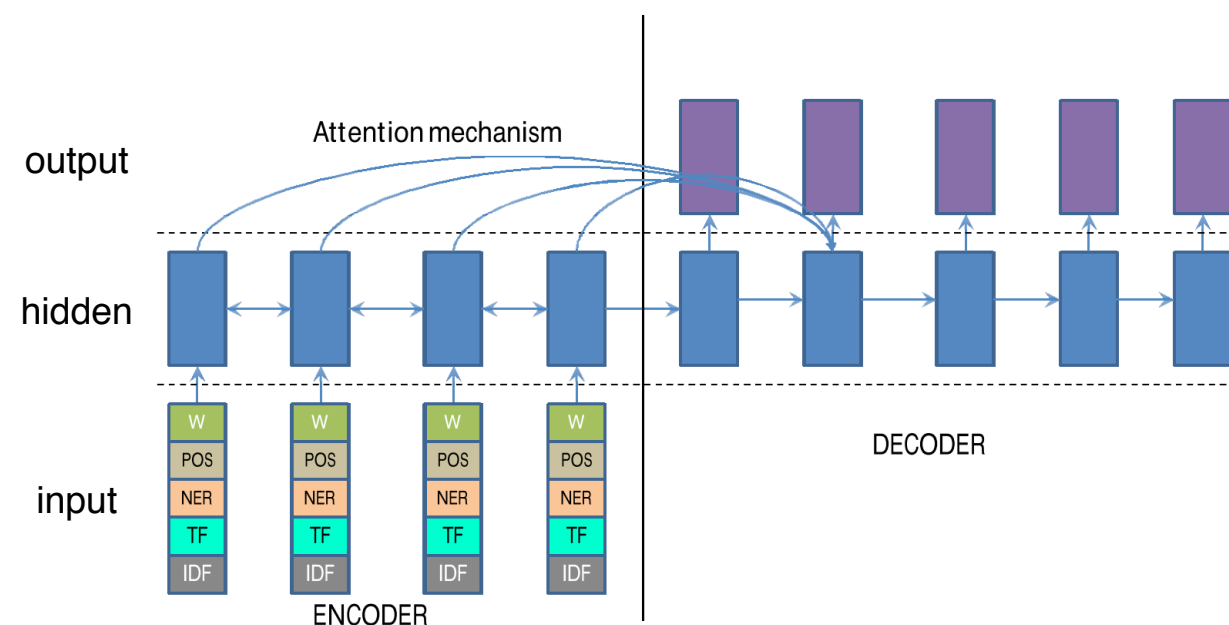 Attention mechanism
output
hidden
W W W W
POS POS POS POS
DECODER
NER NER NER NER
input
TF TF TF TF
IDF IDF IDF IDF
ENCODER